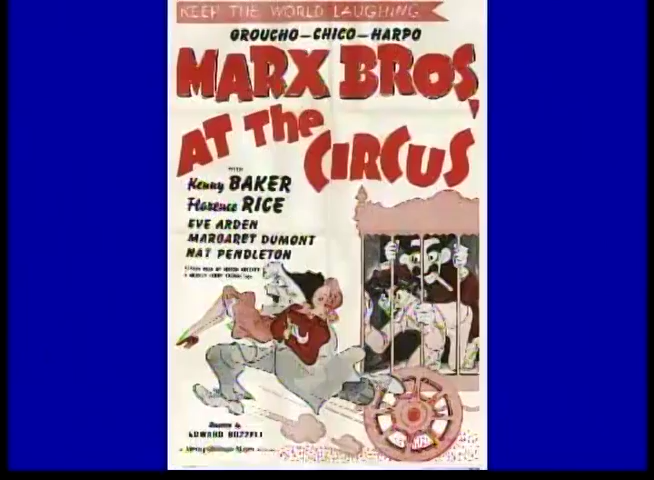 KEEP THE WORLD LAUGHING
GROUCHO-CHICO-HARPO
MARX BROS.
AT The
CIRCUS
WITH
Kenny BAKER
Florence RICE
EVE ARDEN
MARGARET DUMONT
NAT PENDLETON
Directed by
EDWARD BUZZELL